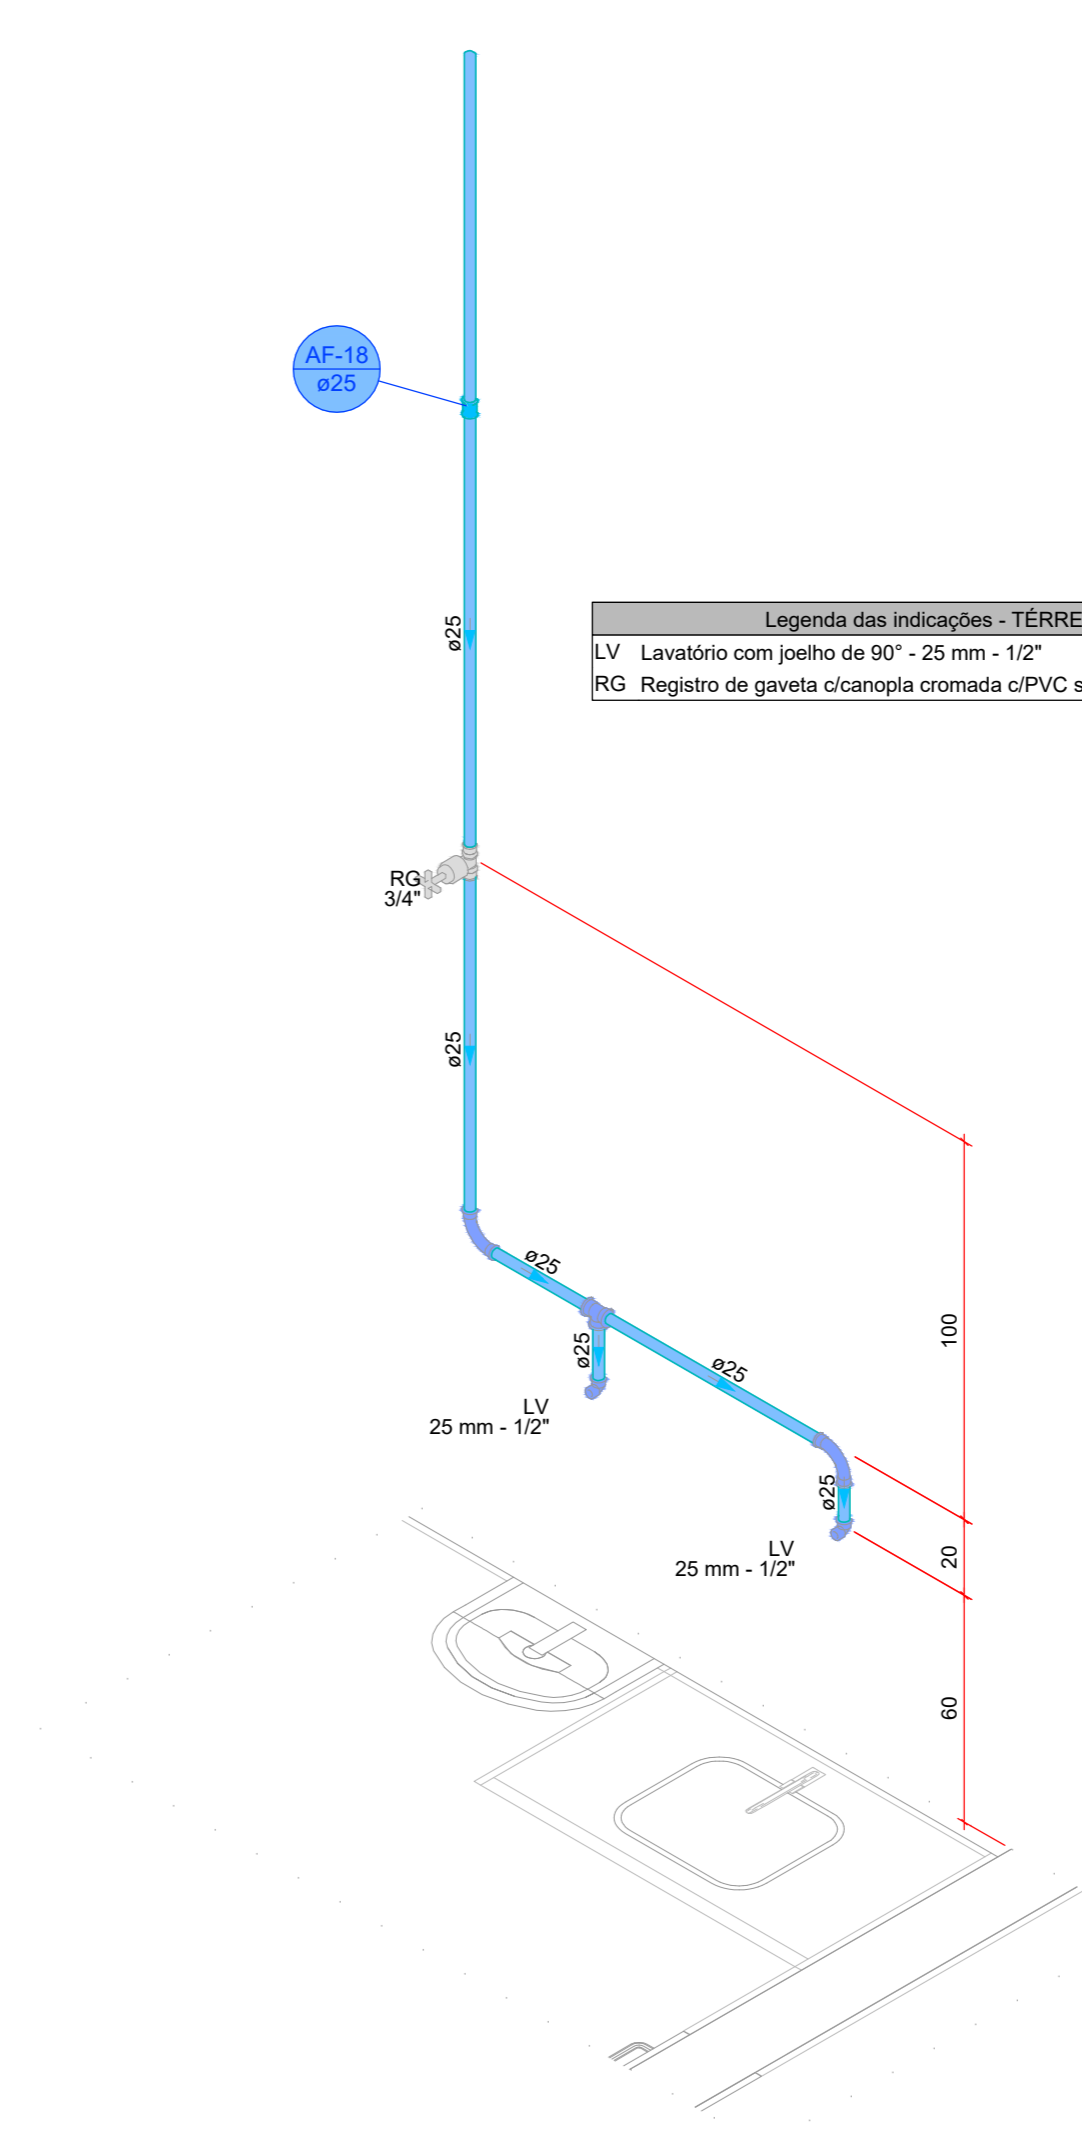 AF-18
ø25
ø25
Legenda das indicações - TÉRRE
LV Lavatório com joelho de 90° - 25 mm - 1/2"
RG Registro de gaveta c/canopla cromada c/PVC s
RG
3/4"
ø25
ø25
100
ø25
ø25
LV
25 mm - 1/2"
ø25
LV
25 mm - 1/2"
20
60